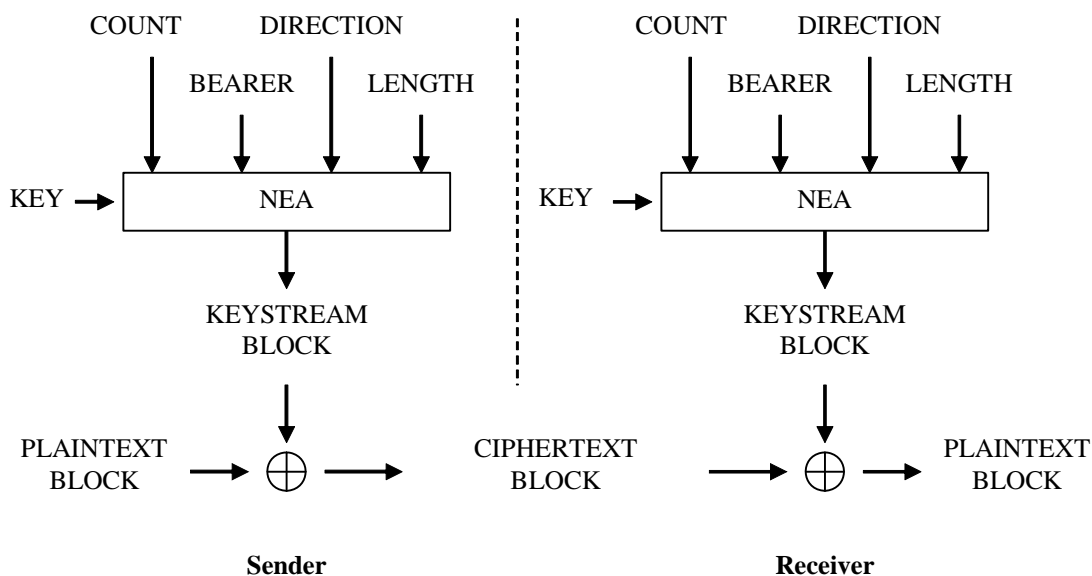 COUNT DIRECTION
BEARER LENGTH
KEY NEA
KEYSTREAM
BLOCK
PLAINTEXT
BLOCK
Sender
COUNT DIRECTION
BEARER LENGTH
KEY NEA
KEYSTREAM
BLOCK
CIPHERTEXT
BLOCK
PLAINTEXT
BLOCK
Receiver